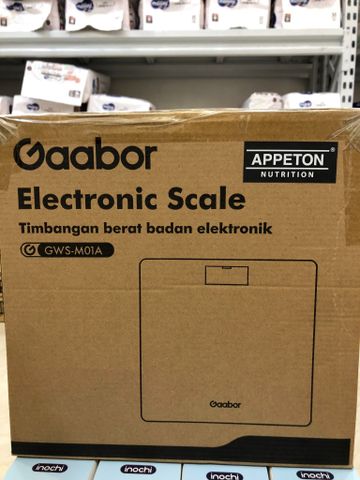 Gaabor
APPETON
®
NUTRITION
Electronic Scale
Timbangan berat badan elektronik
G GWS-M01A
Gaabor
inochi
inochi
inochi
inochi